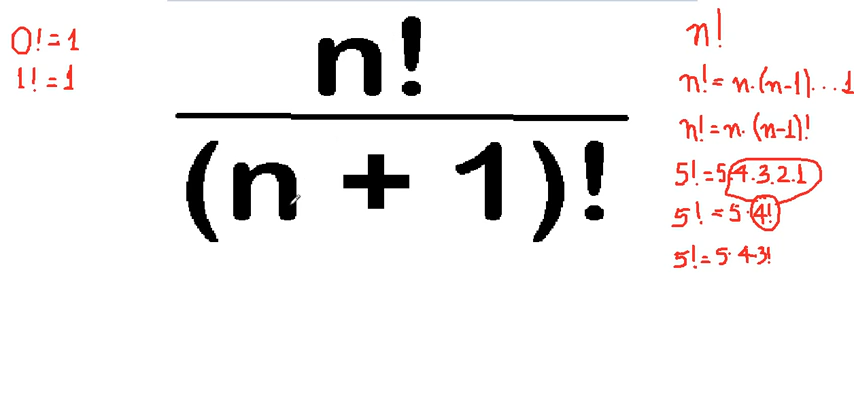 0! = 1
1! = 1
n!
(n + 1)!
n!
n! = n · (n-1) ... 1
n! = n · (n-1)!
5! = 5·4·3·2·1
5! = 5·4!
5! = 5·4·3!